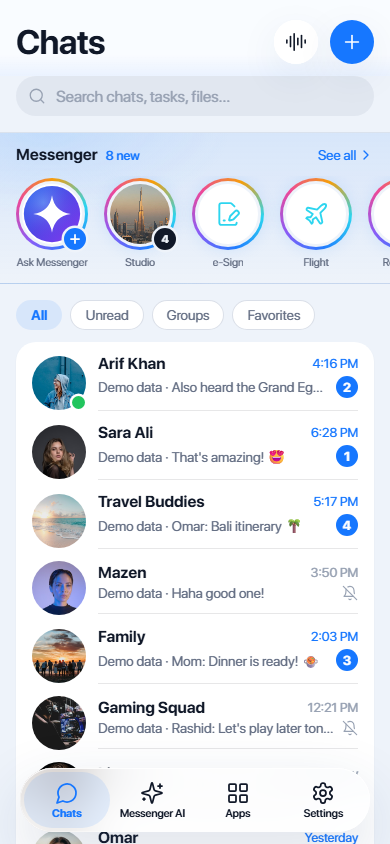 Chats
Search chats, tasks, files...
Messenger 8 new See all
4
Ask Messenger Studio e-Sign Flight
All Unread Groups Favorites
Arif Khan 4:16 PM
Demo data · Also heard the Grand Eg... 2
Sara Ali 6:28 PM
Demo data · That's amazing! 😍 1
Travel Buddies 5:17 PM
Demo data · Omar: Bali itinerary 🌴 4
Mazen 3:50 PM
Demo data · Haha good one!
Family 2:03 PM
Demo data · Mom: Dinner is ready! 3
Gaming Squad 12:21 PM
Demo data · Rashid: Let's play later ton...
Chats Messenger AI Apps Settings
Omar Yesterday